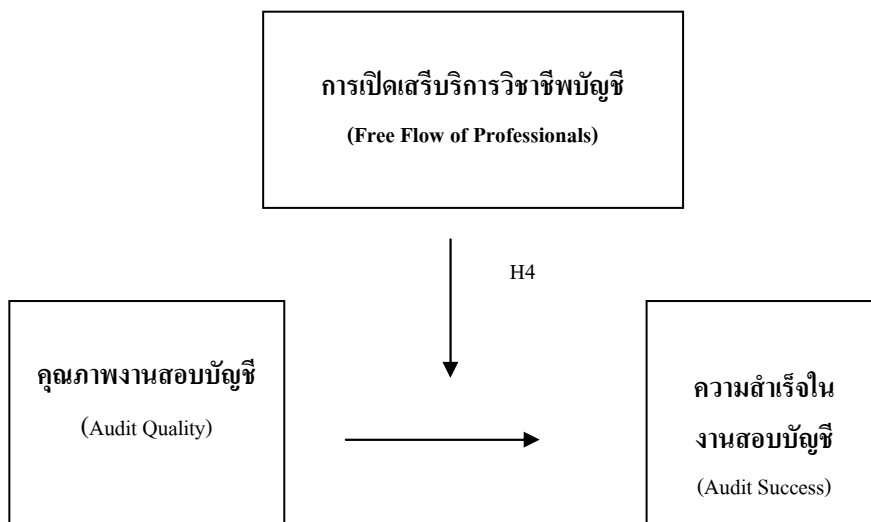 การเปิดเสรีบริการวิชาชีพบัญชี
(Free Flow of Professionals)
H4
คุณภาพงานสอบบัญชี
(Audit Quality)
ความสำเร็จใน
งานสอบบัญชี
(Audit Success)